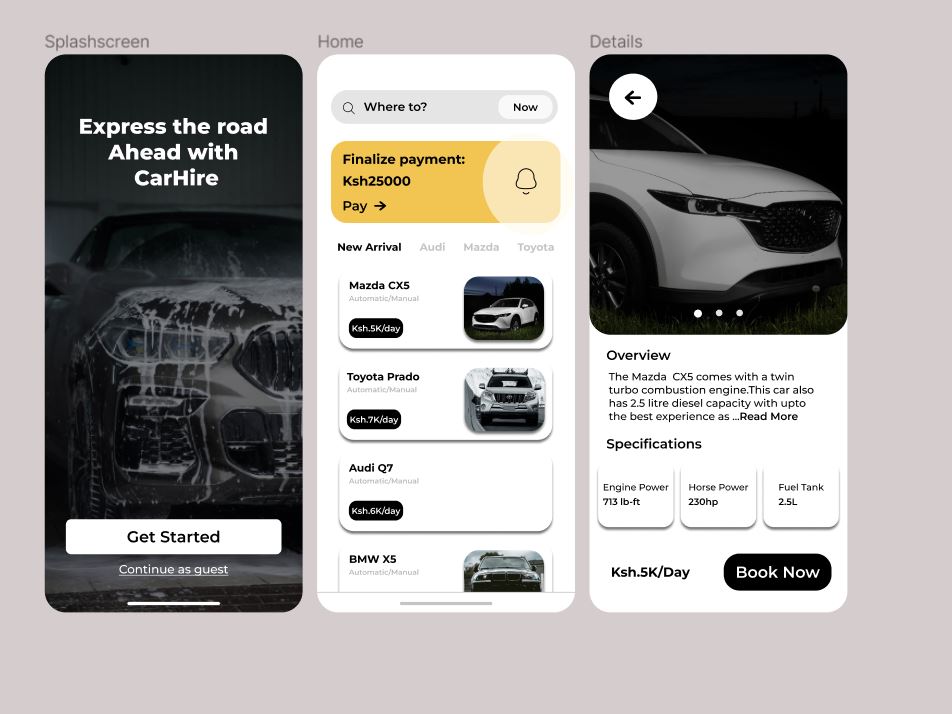 Splashscreen
Express the road
Ahead with
CarHire
Get Started
Continue as guest
Home
Where to?
Now
Finalize payment:
Ksh25000
Pay →
New Arrival Audi Mazda Toyota
Mazda CX5
Automatic/Manual
Ksh.5K/day
Toyota Prado
Automatic/Manual
Ksh.7K/day
Audi Q7
Automatic/Manual
Ksh.6K/day
BMW X5
Automatic/Manual
Details
Overview
The Mazda CX5 comes with a twin
turbo combustion engine.This car also
has 2.5 litre diesel capacity with upto
the best experience as ...Read More
Specifications
Engine Power
713 lb-ft
Horse Power
230hp
Fuel Tank
2.5L
Ksh.5K/Day
Book Now